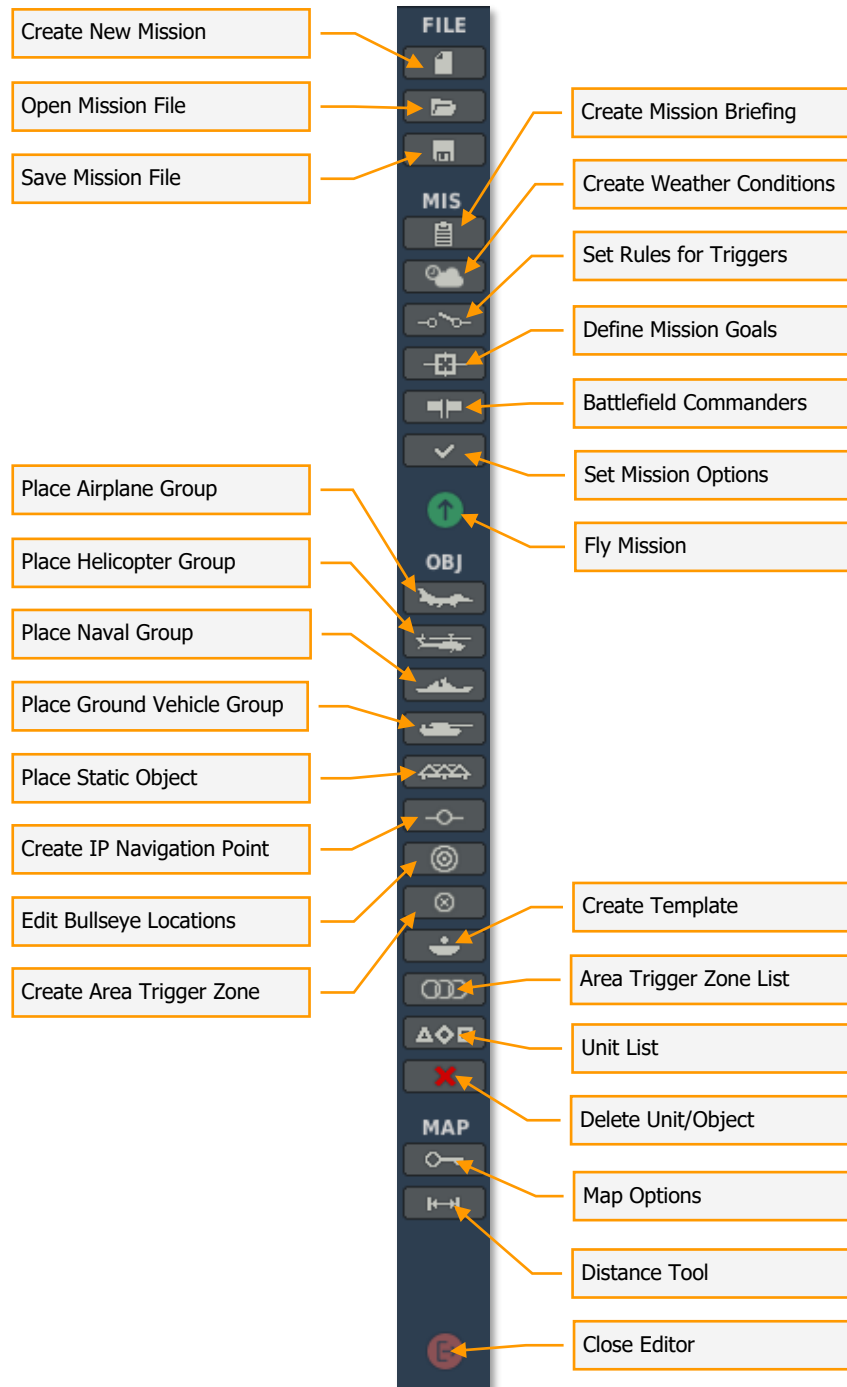 FILE
Create New Mission
Open Mission File
Create Mission Briefing
Save Mission File
Create Weather Conditions
MIS
Set Rules for Triggers
Define Mission Goals
Battlefield Commanders
Set Mission Options
Place Airplane Group
Fly Mission
OBJ
Place Helicopter Group
Place Naval Group
Place Ground Vehicle Group
Place Static Object
Create IP Navigation Point
Edit Bullseye Locations
Create Template
Create Area Trigger Zone
Area Trigger Zone List
Unit List
Delete Unit/Object
MAP
Map Options
Distance Tool
Close Editor